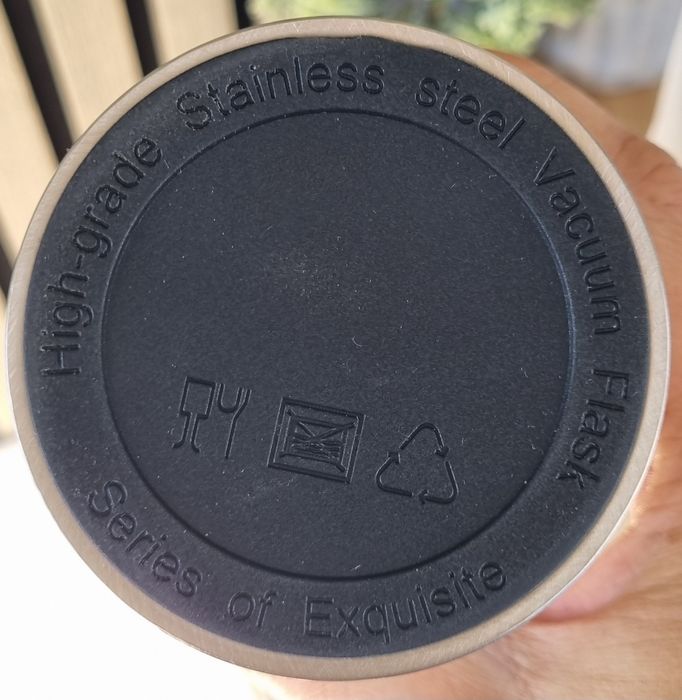 High-grade Stainless steel Vacuum Flask
Series of Exquisite